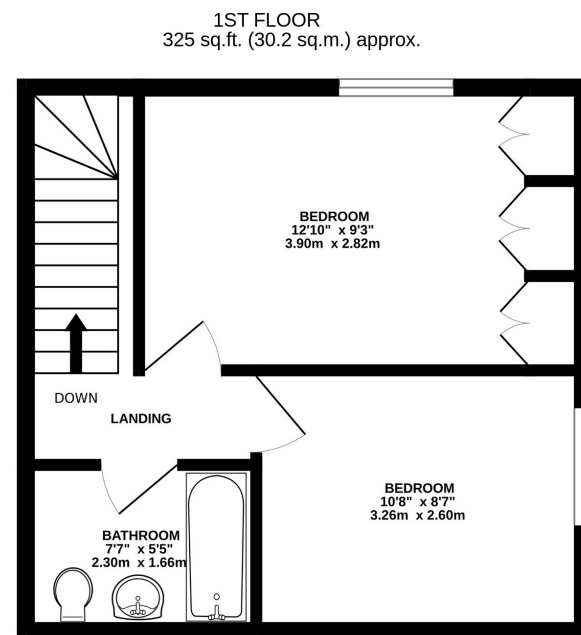 1ST FLOOR
325 sq.ft. (30.2 sq.m.) approx.
BEDROOM
12'10" x 9'3"
3.90m x 2.82m
DOWN
LANDING
BEDROOM
10'8" x 8'7"
3.26m x 2.60m
BATHROOM
7'7" x 5'5"
2.30m x 1.66m